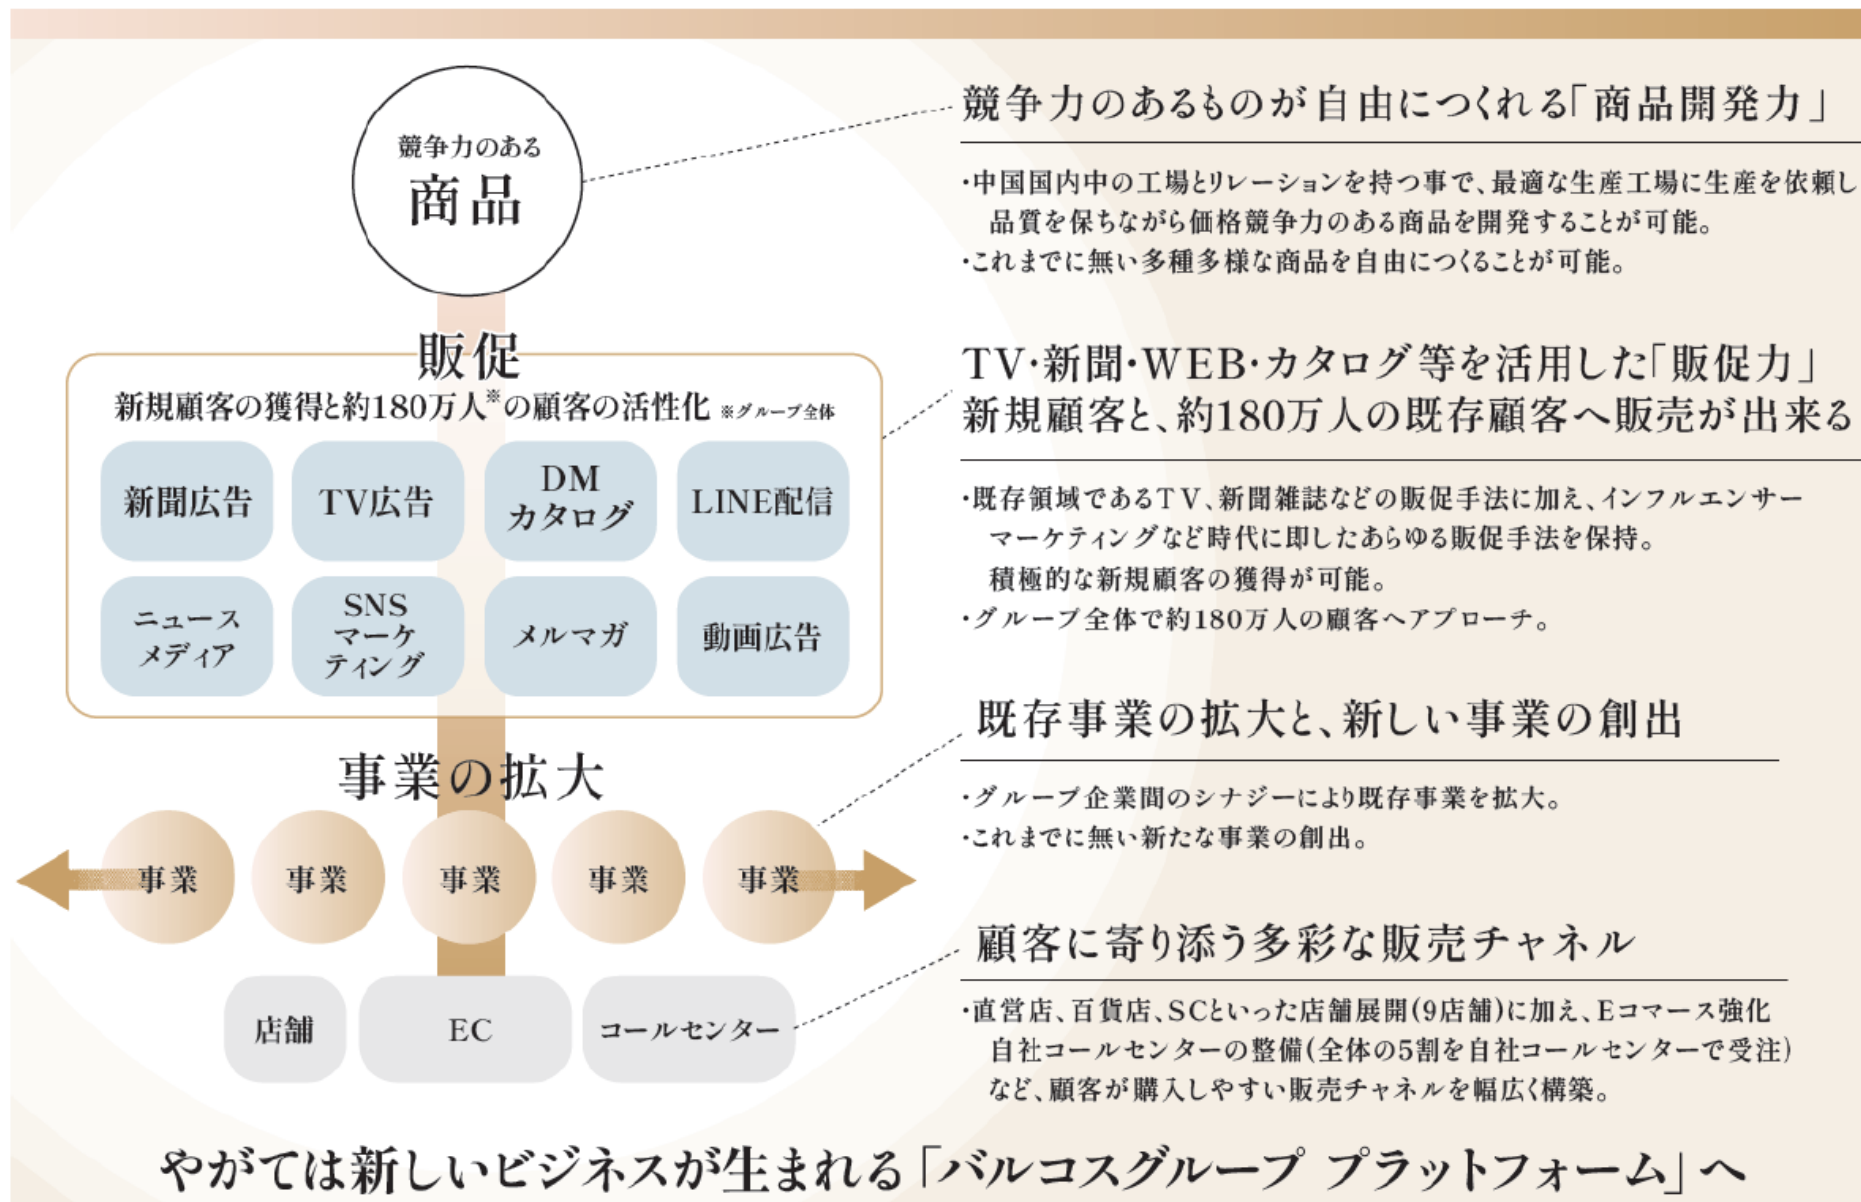 競争力のある
商品
販促
新規顧客の獲得と約180万人※の顧客の活性化 ※グループ全体
新聞広告
TV広告
DM
カタログ
LINE配信
ニュース
メディア
SNS
マーケ
ティング
メルマガ
動画広告
事業の拡大
事業
事業
事業
事業
事業
店舗
EC
コールセンター
競争力のあるものが自由につくれる「商品開発力」
・中国国内中の工場とリレーションを持つ事で、最適な生産工場に生産を依頼し
品質を保ちながら価格競争力のある商品を開発することが可能。
・これまでに無い多種多様な商品を自由につくることが可能。
TV・新聞・WEB・カタログ等を活用した「販促力」
新規顧客と、約180万人の既存顧客へ販売が出来る
・既存領域であるTV、新聞雑誌などの販促手法に加え、インフルエンサー
マーケティングなど時代に即したあらゆる販促手法を保持。
積極的な新規顧客の獲得が可能。
・グループ全体で約180万人の顧客へアプローチ。
既存事業の拡大と、新しい事業の創出
・グループ企業間のシナジーにより既存事業を拡大。
・これまでに無い新たな事業の創出。
顧客に寄り添う多彩な販売チャネル
・直営店、百貨店、SCといった店舗展開(9店舗)に加え、Eコマース強化
自社コールセンターの整備(全体の5割を自社コールセンターで受注)
など、顧客が購入しやすい販売チャネルを幅広く構築。
やがては新しいビジネスが生まれる「バルコスグループ プラットフォーム」へ